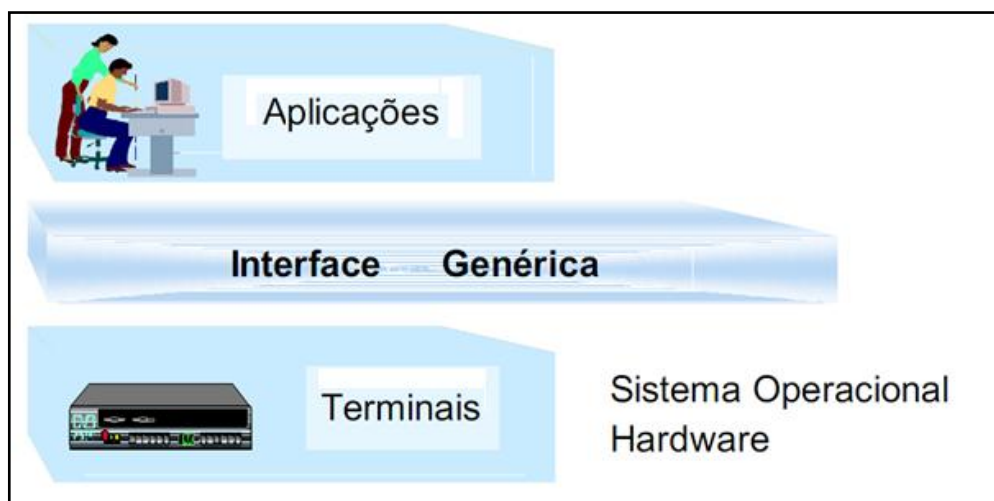 Aplicações
Interface Genérica
Terminais
Sistema Operacional
Hardware